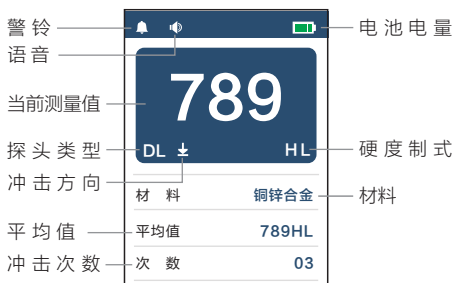 警铃
电池电量
语音
当前测量值
789
探头类型
DL
HL
硬度制式
冲击方向
材 料
铜锌合金
材料
平均值
平均值
789HL
冲击次数
次 数
03